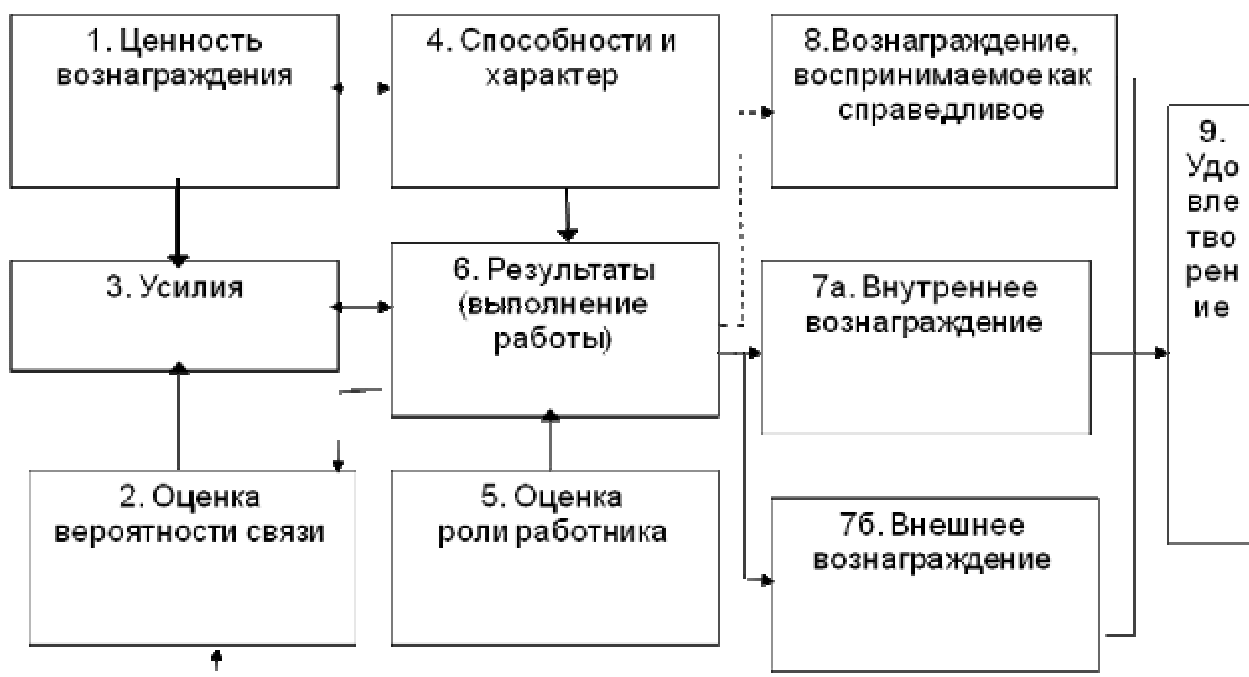 1. Ценность
вознаграждения
4. Способности и
характер
8.Вознаграждение,
воспринимаемое как
справедливое
9.
Удо
вле
тво
рен
ие
3. Усилия
6. Результаты
(выполнение
работы)
7а. Внутреннее
вознаграждение
2. Оценка
вероятности связи
5. Оценка
роли работника
7б. Внешнее
вознаграждение